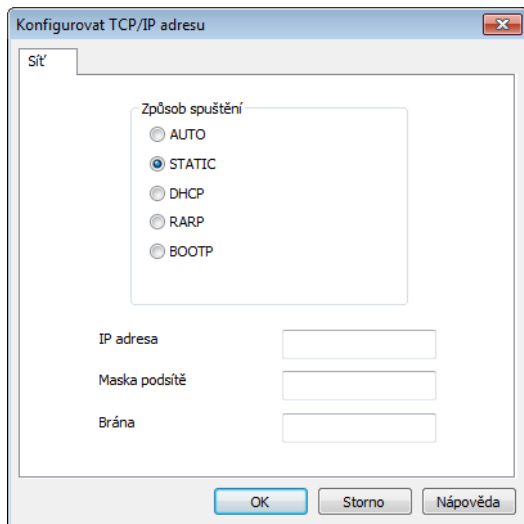 Konfigurovat TCP/IP adresu
Síť
Způsob spuštění
AUTO
STATIC
DHCP
RARP
BOOTP
IP adresa
Maska podsítě
Brána
OK
Storno
Nápověda